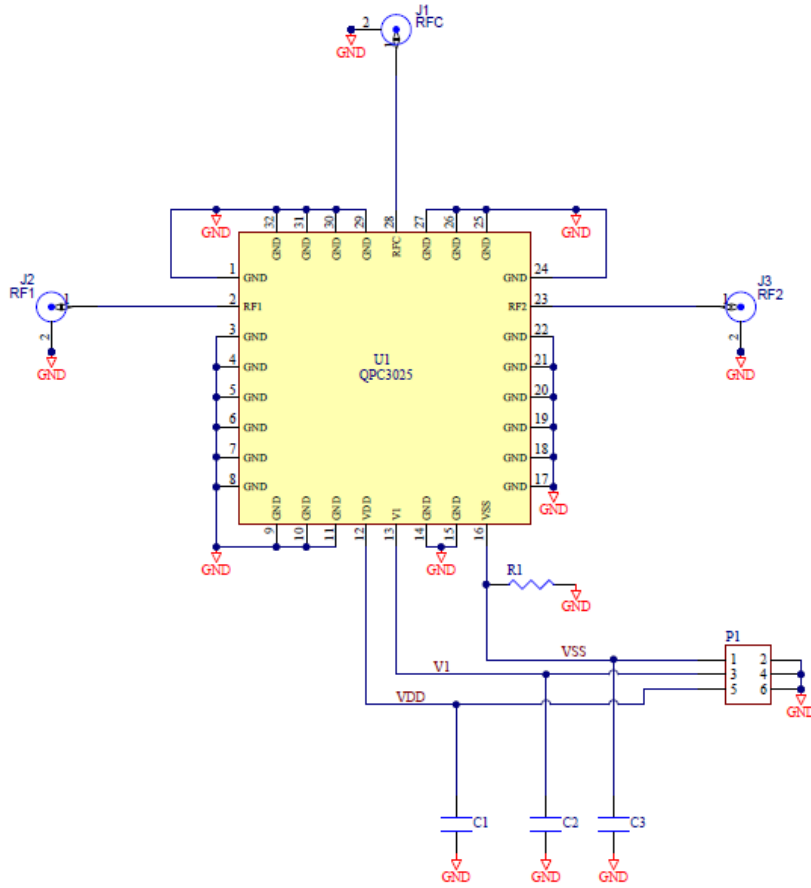 J1
RFC
2
1
GND
32 31 30 29 28 27 26 25
GND GND
GND GND GND GND RFC GND GND GND
1 GND GND 24
J2
RF1
1 2 RF1 RF2 23 1
J3
RF2
2
GND
3 GND GND 22
4 GND GND 21
U1
QPC3025
5 GND GND 20
6 GND GND 19
7 GND GND 18
8 GND GND 17
2
GND
GND
GND GND GND VDD V1 GND GND VSS
9 10 11 12 13 14 15 16
GND GND
R1
GND
P1
VSS 1 2
V1 3 4
VDD 5 6
GND
C1 C2 C3
GND GND GND